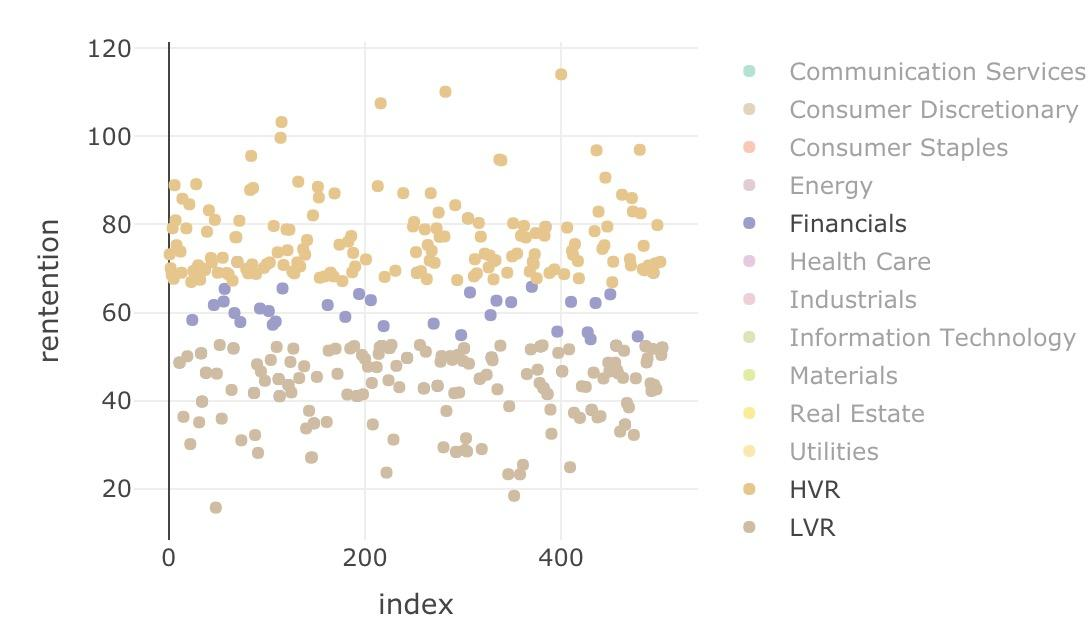 120
100
80
60
40
20
rentention
0
200
400
index
Communication Services
Consumer Discretionary
Consumer Staples
Energy
Financials
Health Care
Industrials
Information Technology
Materials
Real Estate
Utilities
HVR
LVR